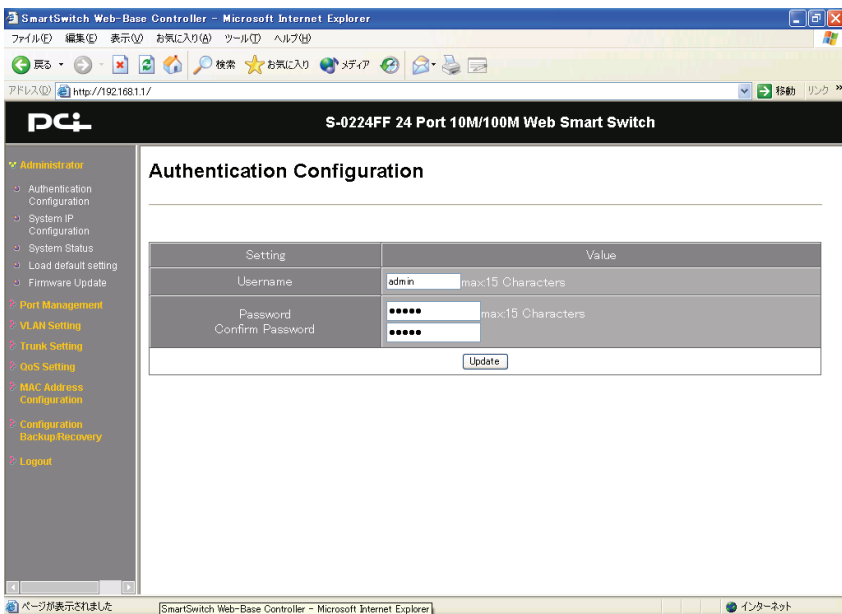 SmartSwitch Web-Base Controller - Microsoft Internet Explorer
ファイル(F) 編集(E) 表示(V) お気に入り(A) ツール(T) ヘルプ(H)
戻る 検索 お気に入り メディア
アドレス(D) http://192.168.1.1/ 移動 リンク »
PCi
S-0224FF 24 Port 10M/100M Web Smart Switch
Administrator
Authentication
Configuration
System IP
Configuration
System Status
Load default setting
Firmware Update
Port Management
VLAN Setting
Trunk Setting
QoS Setting
MAC Address
Configuration
Configuration
Backup/Recovery
Logout
Authentication Configuration
Setting Value
Username admin max:15 Characters
Password ●●●●● max:15 Characters
Confirm Password ●●●●●
Update
ページが表示されました SmartSwitch Web-Base Controller - Microsoft Internet Explorer インターネット